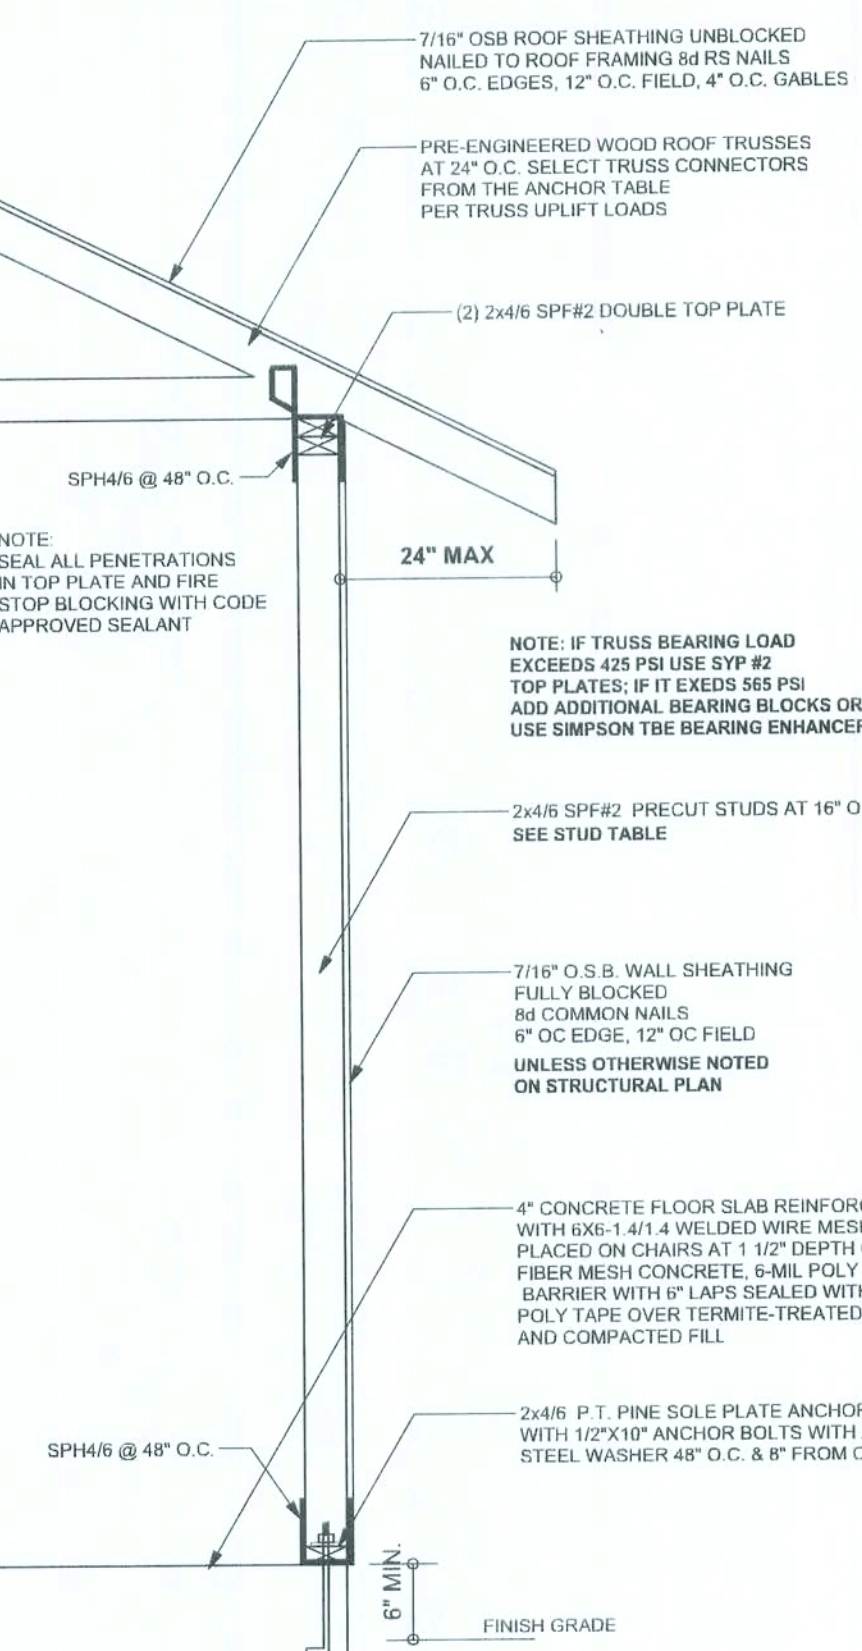 7/16" OSB ROOF SHEATHING UNBLOCKED
NAILED TO ROOF FRAMING 8d RS NAILS
6" O.C. EDGES, 12" O.C. FIELD, 4" O.C. GABLES
PRE-ENGINEERED WOOD ROOF TRUSSES
AT 24" O.C. SELECT TRUSS CONNECTORS
FROM THE ANCHOR TABLE
PER TRUSS UPLIFT LOADS
(2) 2x4/6 SPF#2 DOUBLE TOP PLATE
SPH4/6 @ 48" O.C.
NOTE:
SEAL ALL PENETRATIONS
IN TOP PLATE AND FIRE
STOP BLOCKING WITH CODE
APPROVED SEALANT
24" MAX
NOTE: IF TRUSS BEARING LOAD
EXCEEDS 425 PSI USE SYP #2
TOP PLATES; IF IT EXEDS 565 PSI
ADD ADDITIONAL BEARING BLOCKS OR
USE SIMPSON TBE BEARING ENHANCER
2x4/6 SPF#2 PRECUT STUDS AT 16" O
SEE STUD TABLE
7/16" O.S.B. WALL SHEATHING
FULLY BLOCKED
8d COMMON NAILS
6" OC EDGE, 12" OC FIELD
UNLESS OTHERWISE NOTED
ON STRUCTURAL PLAN
4" CONCRETE FLOOR SLAB REINFORC
WITH 6X6-1.4/1.4 WELDED WIRE MESH
PLACED ON CHAIRS AT 1 1/2" DEPTH
FIBER MESH CONCRETE, 6-MIL POLY
BARRIER WITH 6" LAPS SEALED WITH
POLY TAPE OVER TERMITE-TREATED
AND COMPACTED FILL
2x4/6 P.T. PINE SOLE PLATE ANCHOR
WITH 1/2"X10" ANCHOR BOLTS WITH
STEEL WASHER 48" O.C. & 8" FROM
SPH4/6 @ 48" O.C.
6" MIN.
FINISH GRADE